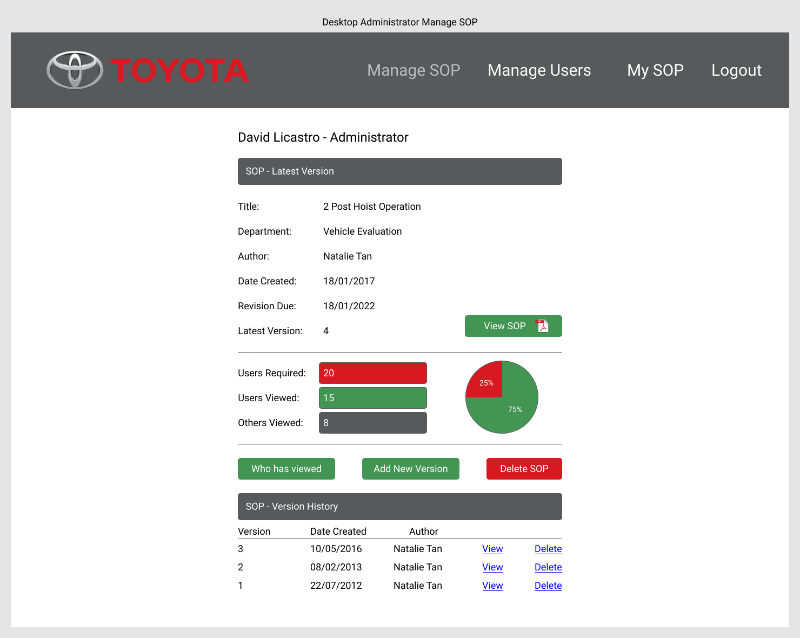 Desktop Administrator Manage SOP
TOYOTA Manage SOP Manage Users My SOP Logout
David Licastro - Administrator
SOP - Latest Version
Title: 2 Post Hoist Operation
Department: Vehicle Evaluation
Author: Natalie Tan
Date Created: 18/01/2017
Revision Due: 18/01/2022
Latest Version: 4 View SOP
Users Required: 20
Users Viewed: 15
Others Viewed: 8
25%
75%
Who has viewed Add New Version Delete SOP
SOP - Version History
Version Date Created Author
3 10/05/2016 Natalie Tan View Delete
2 08/02/2013 Natalie Tan View Delete
1 22/07/2012 Natalie Tan View Delete